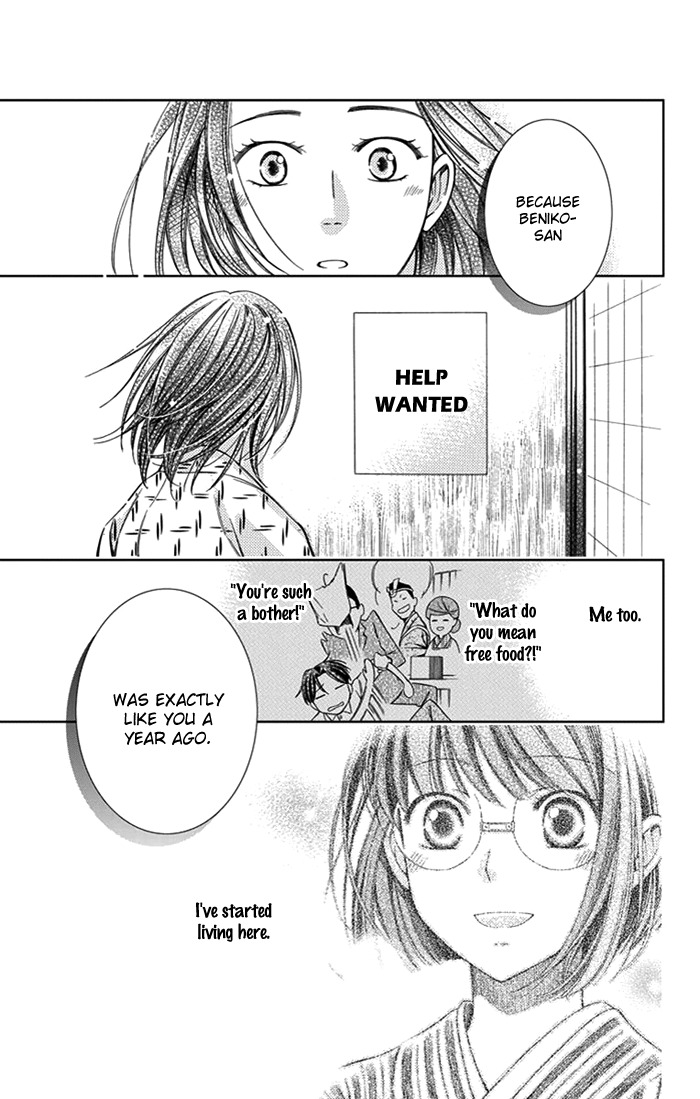 BECAUSE
BENIKO-
SAN
HELP
WANTED
Me too.
"What do
you mean
free food?!"
"You're such
a bother!"
WAS EXACTLY
LIKE YOU A
YEAR AGO.
I've started
living here.